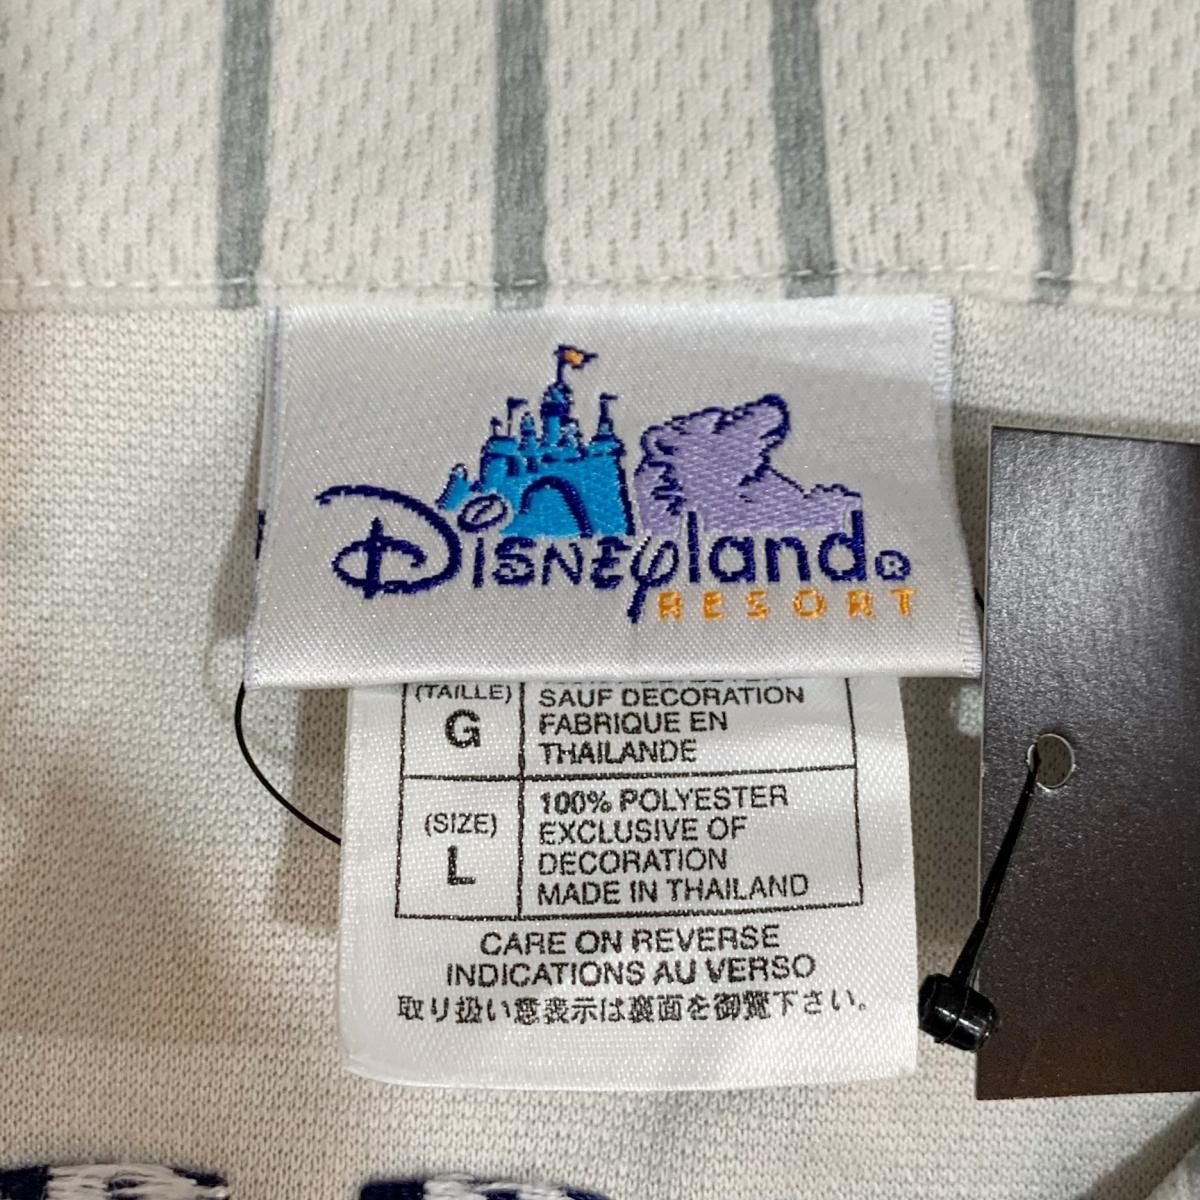 Disneyland®
RESORT
(TAILLE)
G
SAUF DECORATION
FABRIQUE EN
THAILANDE
(SIZE)
L
100% POLYESTER
EXCLUSIVE OF
DECORATION
MADE IN THAILAND
CARE ON REVERSE
INDICATIONS AU VERSO
取り扱い意表示は裏面を御覧下さい。